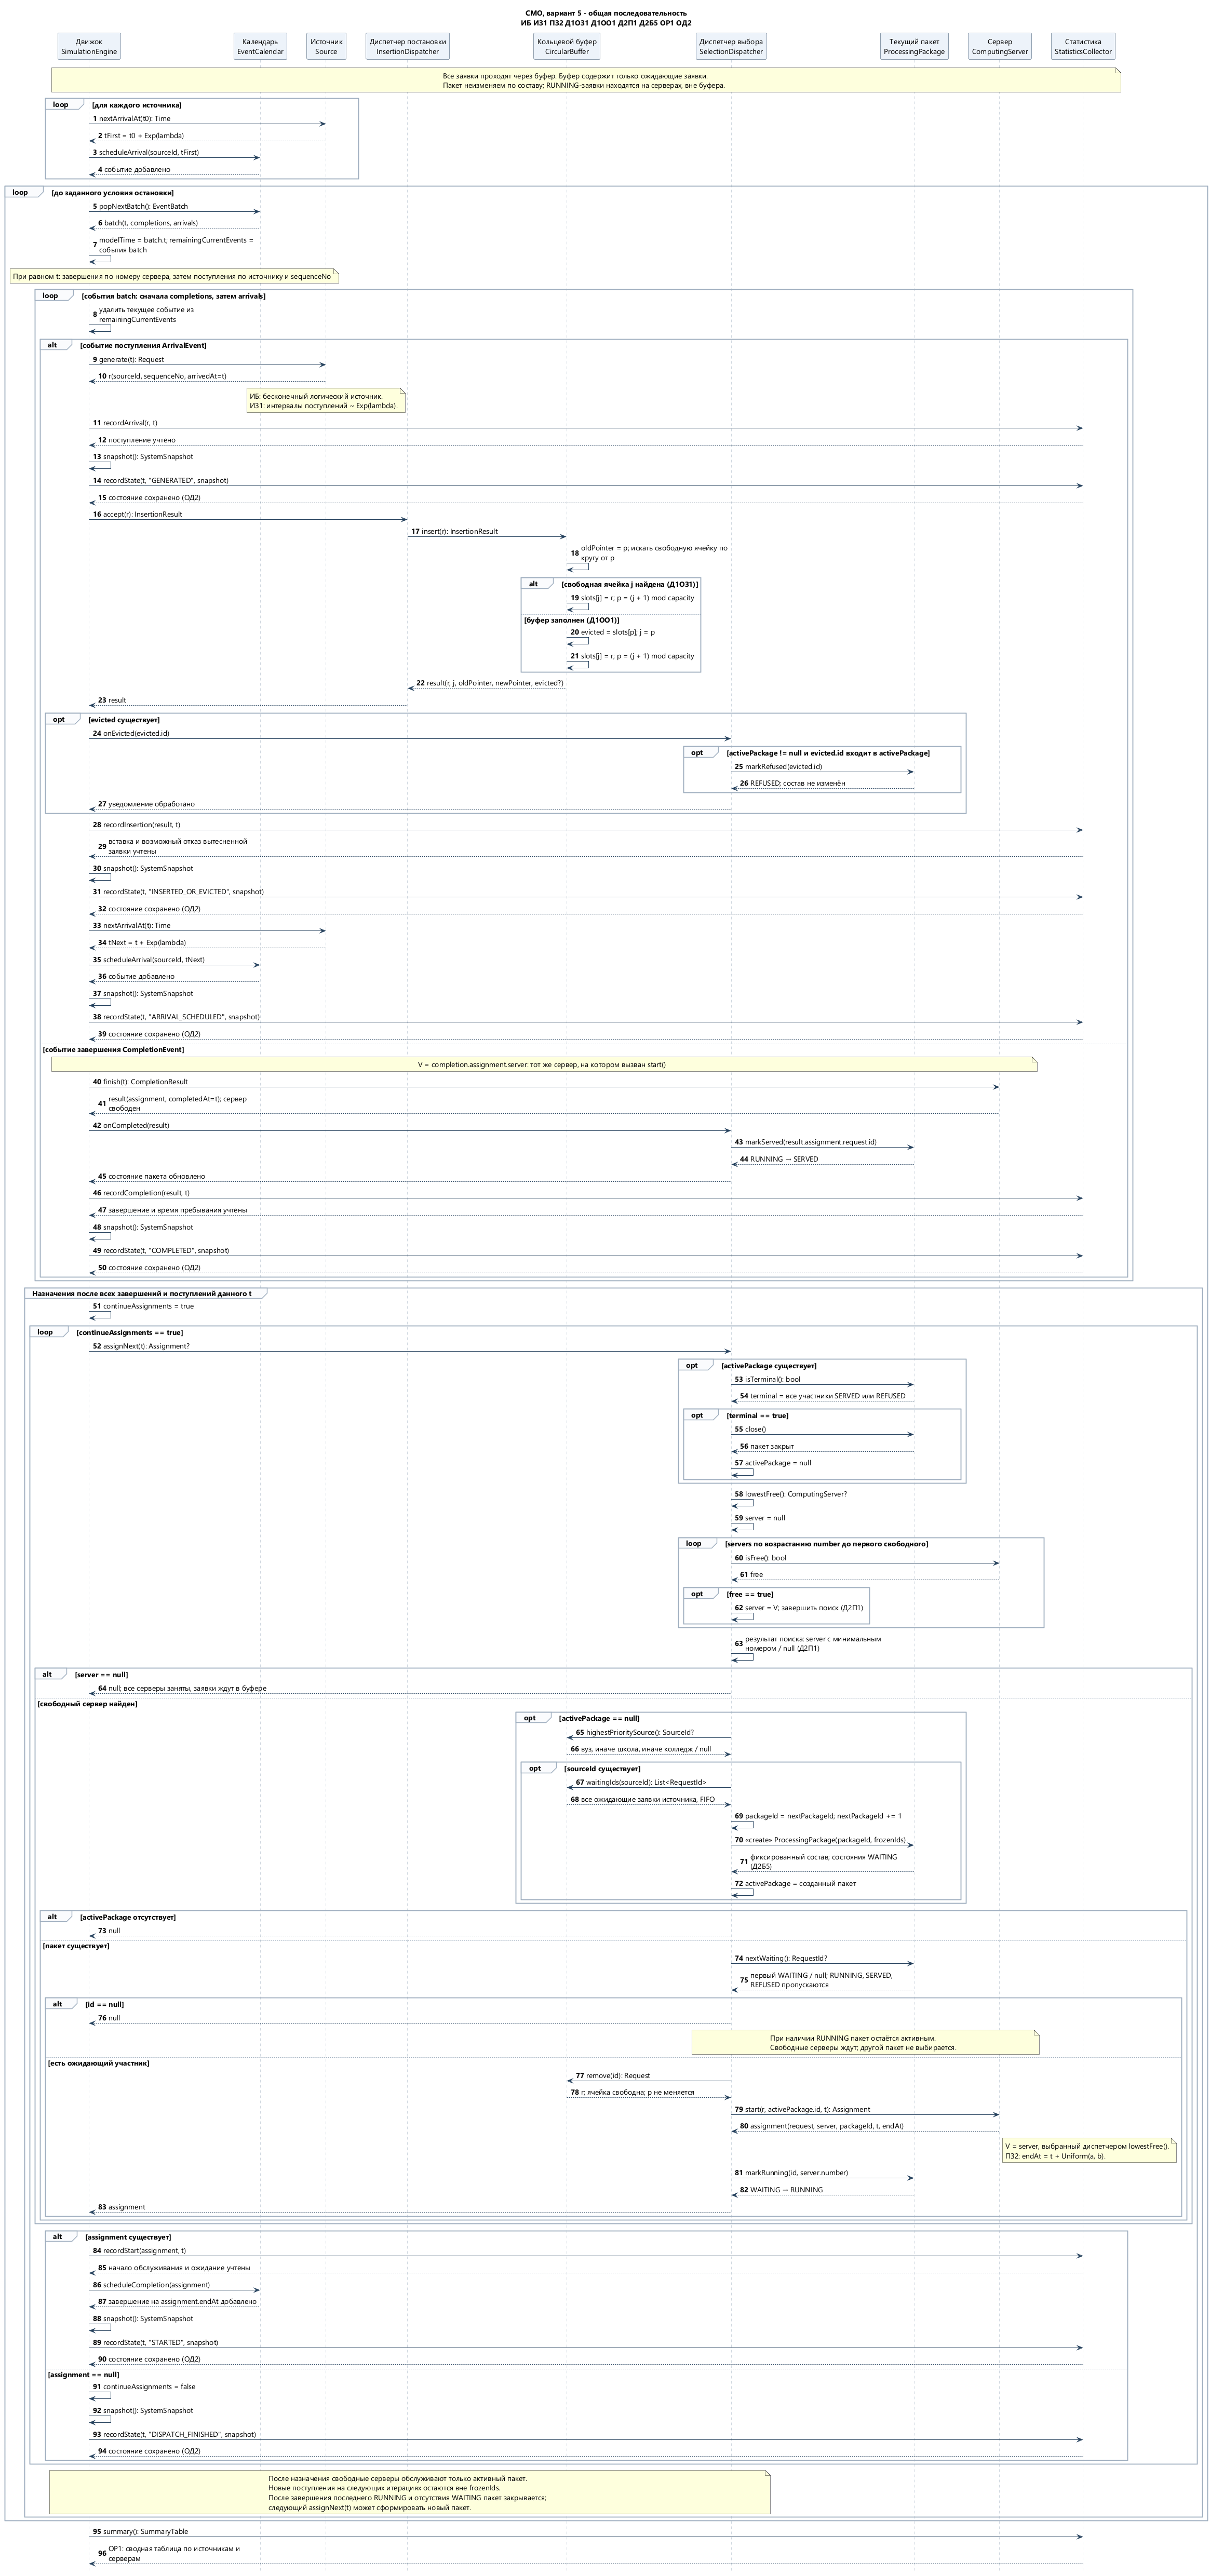 СМО, вариант 5 - общая последовательность
ИБ ИЗ1 ПЗ2 Д1ОЗ1 Д1ОО1 Д2П1 Д2Б5 ОР1 ОД2
Движок
SimulationEngine
Календарь
EventCalendar
Источник
Source
Диспетчер постановки
InsertionDispatcher
Кольцевой буфер
CircularBuffer
Диспетчер выбора
SelectionDispatcher
Текущий пакет
ProcessingPackage
Сервер
ComputingServer
Статистика
StatisticsCollector
Все заявки проходят через буфер. Буфер содержит только ожидающие заявки.
Пакет неизменяем по составу; RUNNING-заявки находятся на серверах, вне буфера.
loop [для каждого источника]
1 nextArrivalAt(t0): Time
2 tFirst = t0 + Exp(lambda)
3 scheduleArrival(sourceId, tFirst)
4 событие добавлено
loop [до заданного условия остановки]
5 popNextBatch(): EventBatch
6 batch(t, completions, arrivals)
7 modelTime = batch.t; remainingCurrentEvents =
события batch
При равном t: завершения по номеру сервера, затем поступления по источнику и sequenceNo
loop [события batch: сначала completions, затем arrivals]
8 удалить текущее событие из
remainingCurrentEvents
alt [событие поступления ArrivalEvent]
9 generate(t): Request
10 r(sourceId, sequenceNo, arrivedAt=t)
ИБ: бесконечный логический источник.
ИЗ1: интервалы поступлений ~ Exp(lambda).
11 recordArrival(r, t)
12 поступление учтено
13 snapshot(): SystemSnapshot
14 recordState(t, "GENERATED", snapshot)
15 состояние сохранено (ОД2)
16 accept(r): InsertionResult
17 insert(r): InsertionResult
18 oldPointer = p; искать свободную ячейку по
кругу от p
alt [свободная ячейка j найдена (Д1ОЗ1)]
19 slots[j] = r; p = (j + 1) mod capacity
[буфер заполнен (Д1ОО1)]
20 evicted = slots[p]; j = p
21 slots[j] = r; p = (j + 1) mod capacity
22 result(r, j, oldPointer, newPointer, evicted?)
23 result
opt [evicted существует]
24 onEvicted(evicted.id)
opt [activePackage != null и evicted.id входит в activePackage]
25 markRefused(evicted.id)
26 REFUSED; состав не изменён
27 уведомление обработано
28 recordInsertion(result, t)
29 вставка и возможный отказ вытесненной
заявки учтены
30 snapshot(): SystemSnapshot
31 recordState(t, "INSERTED_OR_EVICTED", snapshot)
32 состояние сохранено (ОД2)
33 nextArrivalAt(t): Time
34 tNext = t + Exp(lambda)
35 scheduleArrival(sourceId, tNext)
36 событие добавлено
37 snapshot(): SystemSnapshot
38 recordState(t, "ARRIVAL_SCHEDULED", snapshot)
39 состояние сохранено (ОД2)
[событие завершения CompletionEvent]
V = completion.assignment.server: тот же сервер, на котором вызван start()
40 finish(t): CompletionResult
41 result(assignment, completedAt=t); сервер
свободен
42 onCompleted(result)
43 markServed(result.assignment.request.id)
44 RUNNING → SERVED
45 состояние пакета обновлено
46 recordCompletion(result, t)
47 завершение и время пребывания учтены
48 snapshot(): SystemSnapshot
49 recordState(t, "COMPLETED", snapshot)
50 состояние сохранено (ОД2)
Назначения после всех завершений и поступлений данного t
51 continueAssignments = true
loop [continueAssignments == true]
52 assignNext(t): Assignment?
opt [activePackage существует]
53 isTerminal(): bool
54 terminal = все участники SERVED или REFUSED
opt [terminal == true]
55 close()
56 пакет закрыт
57 activePackage = null
58 lowestFree(): ComputingServer?
59 server = null
loop [servers по возрастанию number до первого свободного]
60 isFree(): bool
61 free
opt [free == true]
62 server = V; завершить поиск (Д2П1)
63 результат поиска: server с минимальным
номером / null (Д2П1)
alt [server == null]
64 null; все серверы заняты, заявки ждут в буфере
[свободный сервер найден]
opt [activePackage == null]
65 highestPrioritySource(): SourceId?
66 вуз, иначе школа, иначе колледж / null
opt [sourceId существует]
67 waitingIds(sourceId): List<RequestId>
68 все ожидающие заявки источника, FIFO
69 packageId = nextPackageId; nextPackageId += 1
70 «create» ProcessingPackage(packageId, frozenIds)
71 фиксированный состав; состояния WAITING
(Д2Б5)
72 activePackage = созданный пакет
alt [activePackage отсутствует]
73 null
[пакет существует]
74 nextWaiting(): RequestId?
75 первый WAITING / null; RUNNING, SERVED,
REFUSED пропускаются
alt [id == null]
76 null
При наличии RUNNING пакет остаётся активным.
Свободные серверы ждут; другой пакет не выбирается.
[есть ожидающий участник]
77 remove(id): Request
78 r; ячейка свободна; p не меняется
79 start(r, activePackage.id, t): Assignment
80 assignment(request, server, packageId, t, endAt)
V = server, выбранный диспетчером lowestFree().
ПЗ2: endAt = t + Uniform(a, b).
81 markRunning(id, server.number)
82 WAITING → RUNNING
83 assignment
alt [assignment существует]
84 recordStart(assignment, t)
85 начало обслуживания и ожидание учтены
86 scheduleCompletion(assignment)
87 завершение на assignment.endAt добавлено
88 snapshot(): SystemSnapshot
89 recordState(t, "STARTED", snapshot)
90 состояние сохранено (ОД2)
[assignment == null]
91 continueAssignments = false
92 snapshot(): SystemSnapshot
93 recordState(t, "DISPATCH_FINISHED", snapshot)
94 состояние сохранено (ОД2)
После назначения свободные серверы обслуживают только активный пакет.
Новые поступления на следующих итерациях остаются вне frozenIds.
После завершения последнего RUNNING и отсутствия WAITING пакет закрывается;
следующий assignNext(t) может сформировать новый пакет.
95 summary(): SummaryTable
96 ОР1: сводная таблица по источникам и
серверам